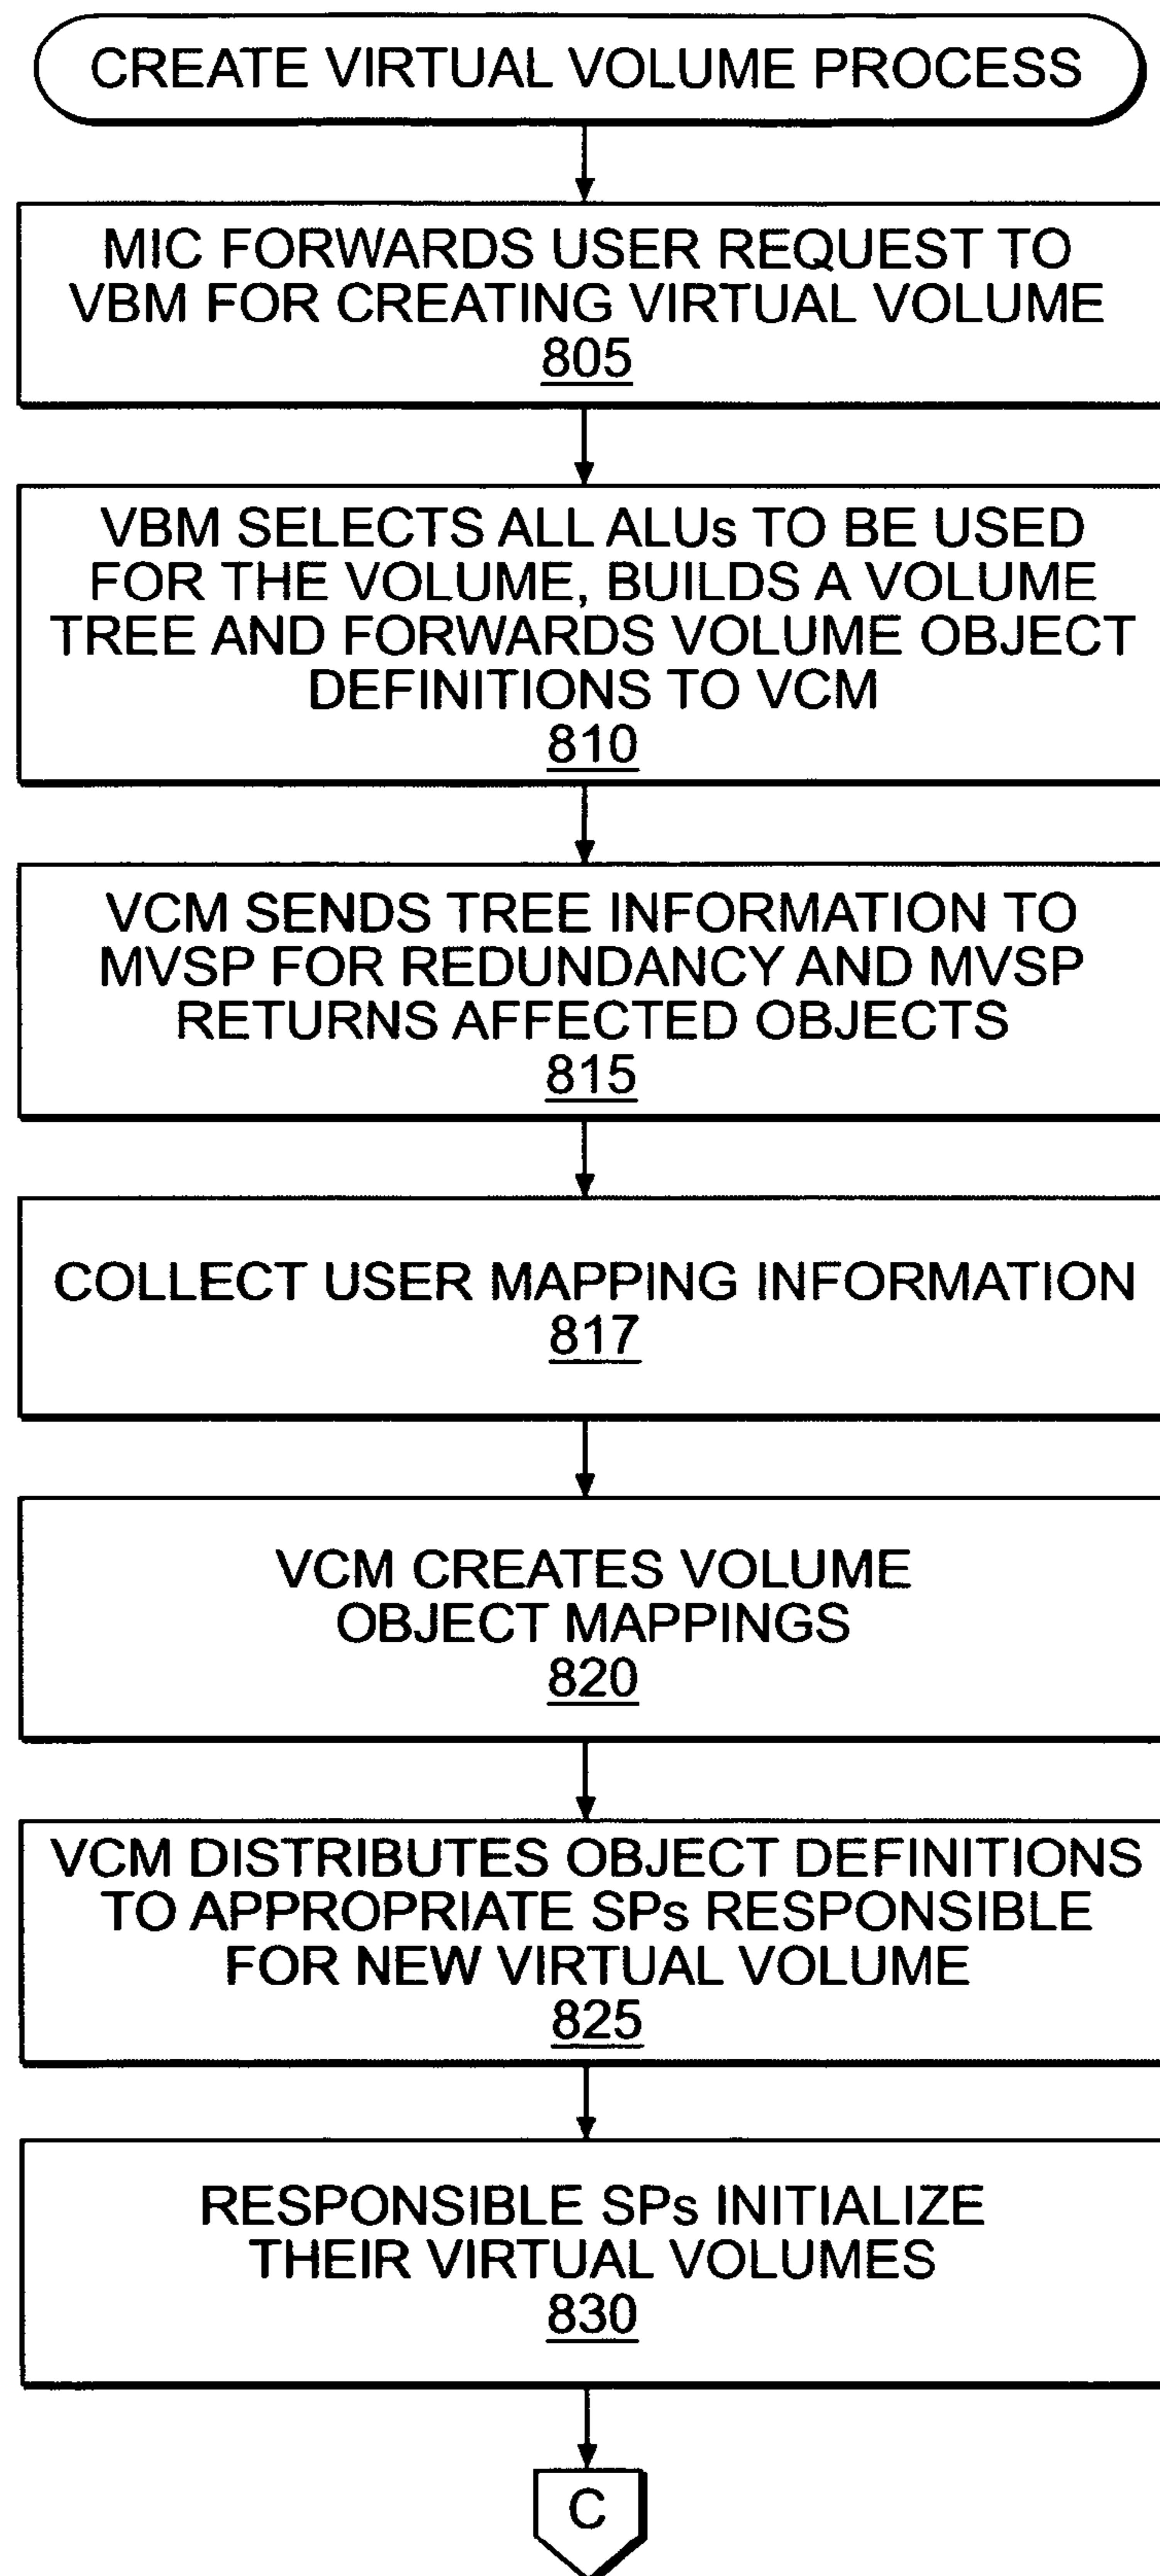 CREATE VIRTUAL VOLUME PROCESS
MIC FORWARDS USER REQUEST TO
VBM FOR CREATING VIRTUAL VOLUME
805
VBM SELECTS ALL ALUs TO BE USED
FOR THE VOLUME, BUILDS A VOLUME
TREE AND FORWARDS VOLUME OBJECT
DEFINITIONS TO VCM
810
VCM SENDS TREE INFORMATION TO
MVSP FOR REDUNDANCY AND MVSP
RETURNS AFFECTED OBJECTS
815
COLLECT USER MAPPING INFORMATION
817
VCM CREATES VOLUME
OBJECT MAPPINGS
820
VCM DISTRIBUTES OBJECT DEFINITIONS
TO APPROPRIATE SPs RESPONSIBLE
FOR NEW VIRTUAL VOLUME
825
RESPONSIBLE SPs INITIALIZE
THEIR VIRTUAL VOLUMES
830
C